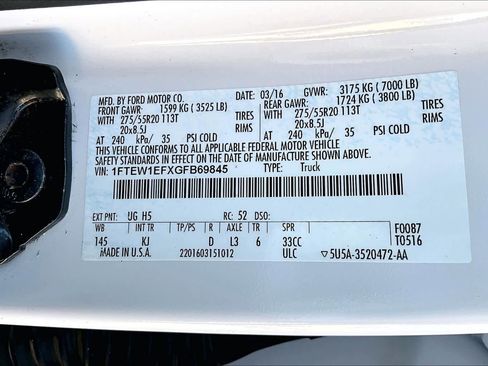 MFD. BY FORD MOTOR CO. 03/16 GVWR: 3175 KG ( 7000 LB)
FRONT GAWR: 1599 KG ( 3525 LB) REAR GAWR: 1724 KG ( 3800 LB)
WITH 275/55R20 113T TIRES WITH 275/55R20 113T TIRES
20x8.5J RIMS 20x8.5J RIMS
AT 240 kPa/ 35 PSI COLD AT 240 kPa/ 35 PSI COLD
THIS VEHICLE CONFORMS TO ALL APPLICABLE FEDERAL MOTOR VEHICLE
SAFETY STANDARDS IN EFFECT ON THE DATE OF MANUFACTURE SHOWN ABOVE.
VIN: 1FTEW1EFXGFB69845 TYPE: Truck
EXT PNT: UG H5 RC: 52 DSO: F0087
WB INT TR TP/PS R AXLE TR SPR T0516
145 KJ D L3 6 33CC
MADE IN U.S.A. 2201603151012 ULC ▽5U5A-3520472-AA